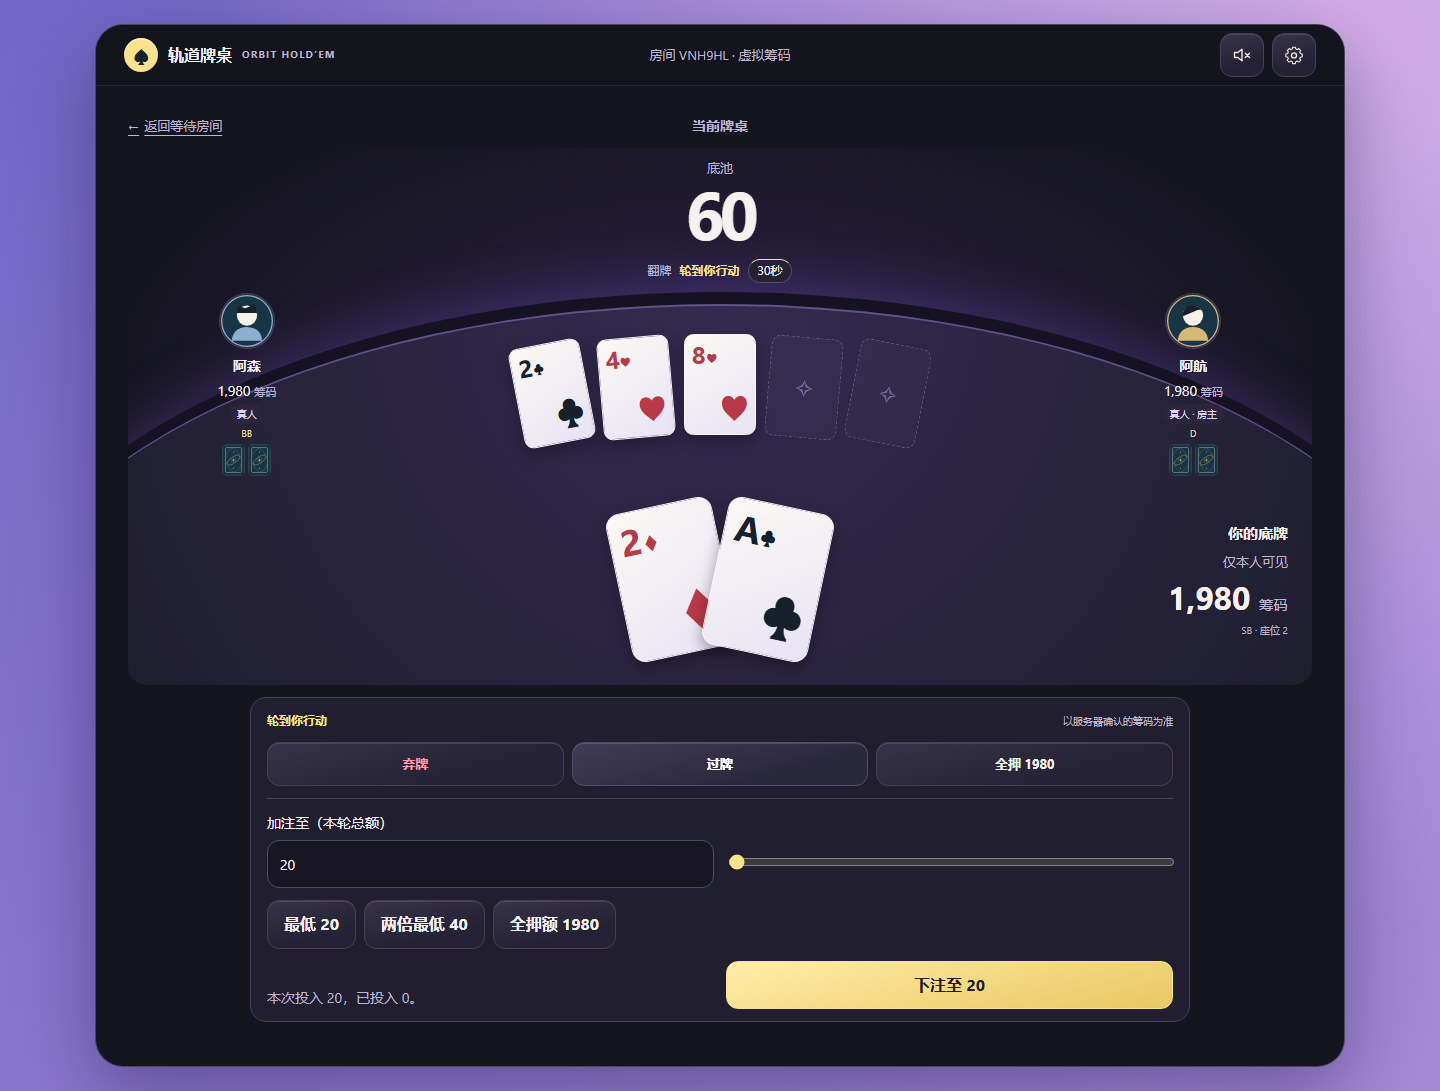 轨道牌桌 ORBIT HOLD'EM
房间 VNH9HL · 虚拟筹码
← 返回等待房间
当前牌桌
底池
60
翻牌 轮到你行动 30秒
阿森
1,980 筹码
真人
BB
阿航
1,980 筹码
真人 · 房主
D
2♣
4♥
8♥
2♦
A♣
你的底牌
仅本人可见
1,980 筹码
SB · 座位 2
轮到你行动
以服务器确认的筹码为准
弃牌
过牌
全押 1980
加注至（本轮总额）
20
最低 20
两倍最低 40
全押额 1980
本次投入 20，已投入 0。
下注至 20